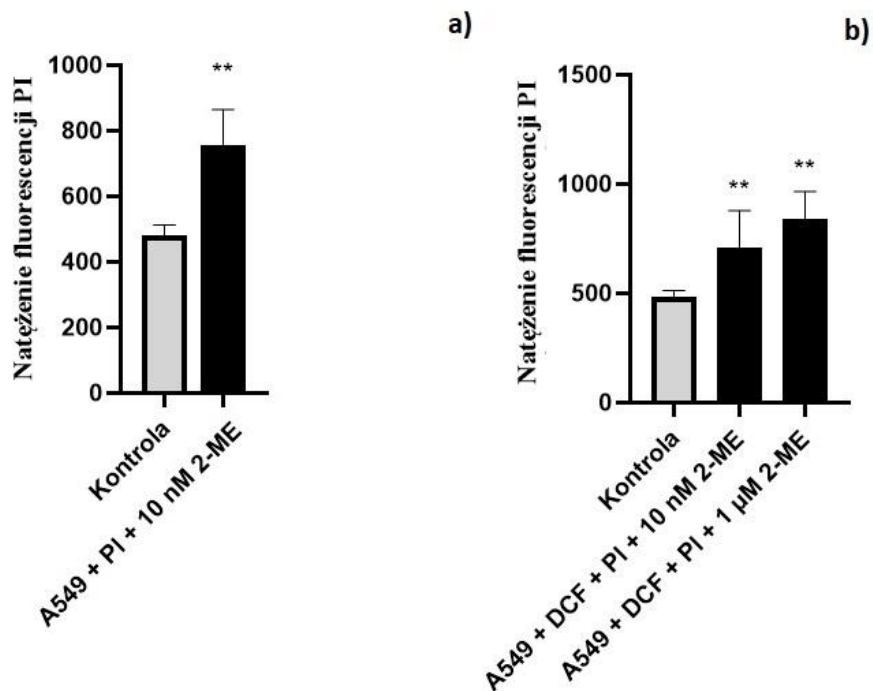 a)
Natężenie fluorescencji PI
1000
800
600
400
200
0
**
Kontrola
A549 + PI + 10 nM 2-ME
b)
Natężenie fluorescencji PI
1500
1000
500
0
**
**
Kontrola
A549 + DCF + PI + 10 nM 2-ME
A549 + DCF + PI + 1 µM 2-ME